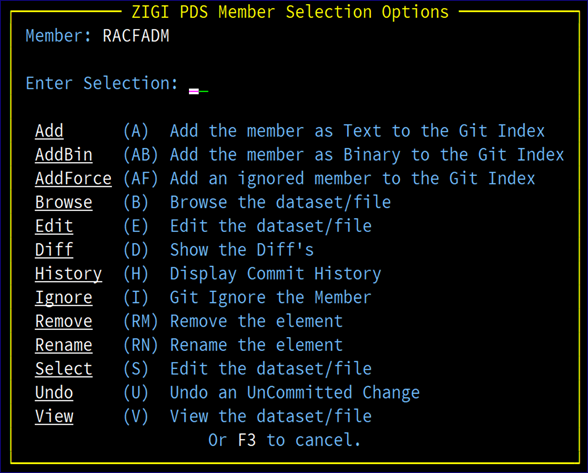 ZIGI PDS Member Selection Options
Member: RACFADM
Enter Selection:
Add (A) Add the member as Text to the Git Index
AddBin (AB) Add the member as Binary to the Git Index
AddForce (AF) Add an ignored member to the Git Index
Browse (B) Browse the dataset/file
Edit (E) Edit the dataset/file
Diff (D) Show the Diff's
History (H) Display Commit History
Ignore (I) Git Ignore the Member
Remove (RM) Remove the element
Rename (RN) Rename the element
Select (S) Edit the dataset/file
Undo (U) Undo an UnCommitted Change
View (V) View the dataset/file
Or F3 to cancel.